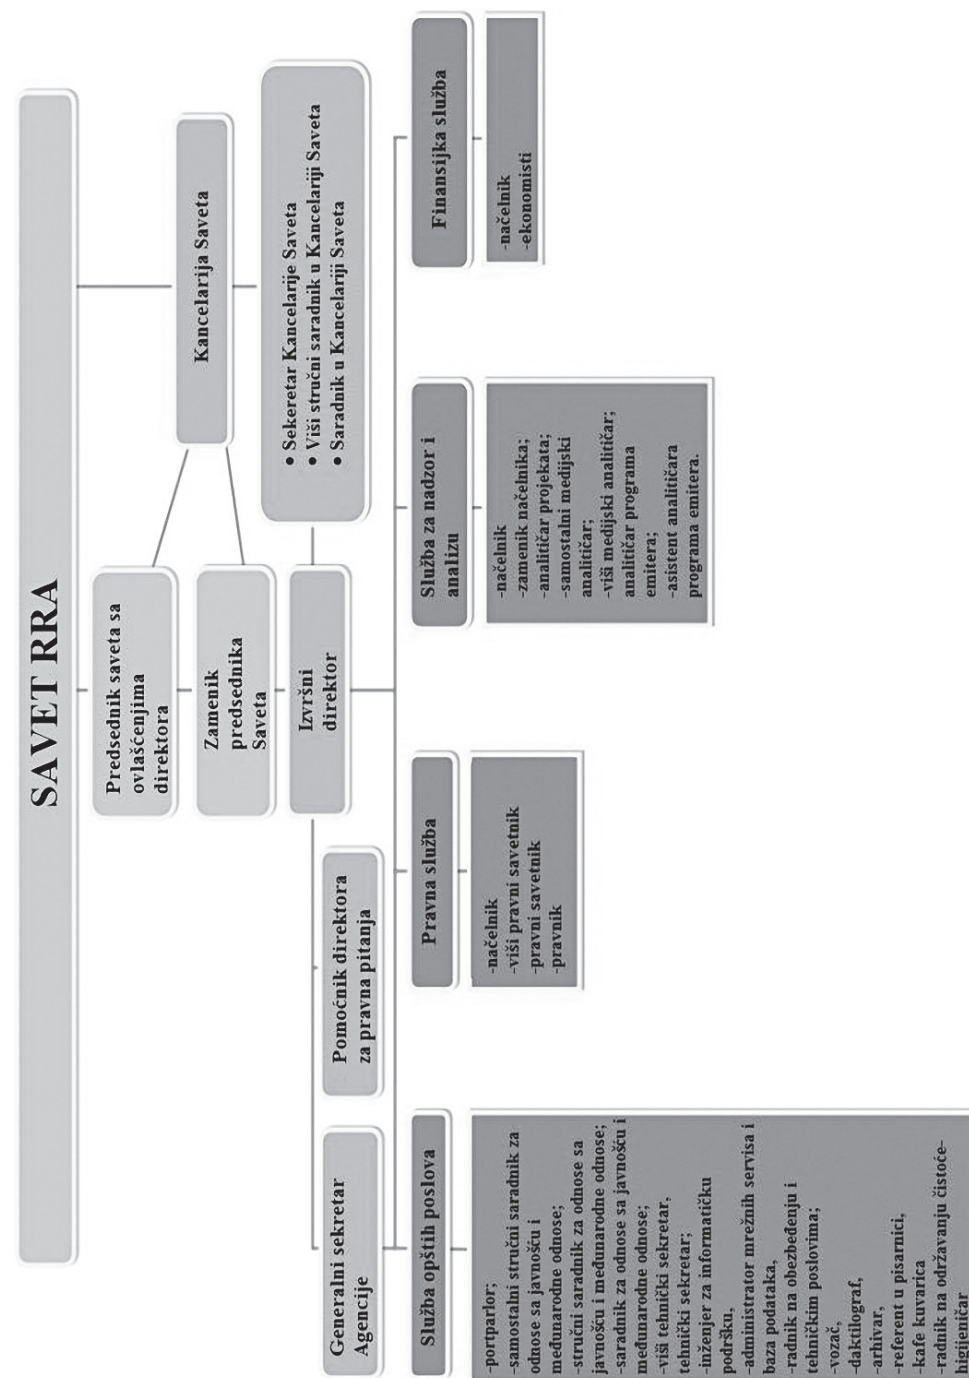 SAVET RRA
Predsednik saveta sa
ovlašćenjima
direktora
Kancelarija Saveta
Zamenik
predsednika
Saveta
• Sekeretar Kancelarije Saveta
• Viši stručni saradnik u Kancelariji Saveta
• Saradnik u Kancelariji Saveta
Izvršni
direktor
Generalni sekretar
Agencije
Pomoćnik direktora
za pravna pitanja
Služba opštih poslova
-portparlor;
-samostalni stručni saradnik za
odnose sa javnošću i
međunarodne odnose;
-stručni saradnik za odnose sa
javnošću i međunarodne odnose;
-saradnik za odnose sa javnošću i
međunarodne odnose;
-viši tehnički sekretar,
tehnički sekretar;
-inženjer za informatičku
podršku,
-administrator mrežnih servisa i
baza podataka,
-radnik na obezbeđenju i
tehničkim poslovima;
-vozač,
-daktilograf,
-arhivar,
-referent u pisarnici,
-kafe kuvarica
-radnik na održavanju čistoće-
higijeničar
Pravna služba
-načelnik
-viši pravni savetnik
-pravni savetnik
-pravnik
Služba za nadzor i
analizu
-načelnik
-zamenik načelnika;
-analitičar projekata;
-samostalni medijski
analitičar;
-viši medijski analitičar;
analitičar programa
emitera;
-asistent analitičara
programa emitera.
Finansijka služba
-načelnik
-ekonomisti